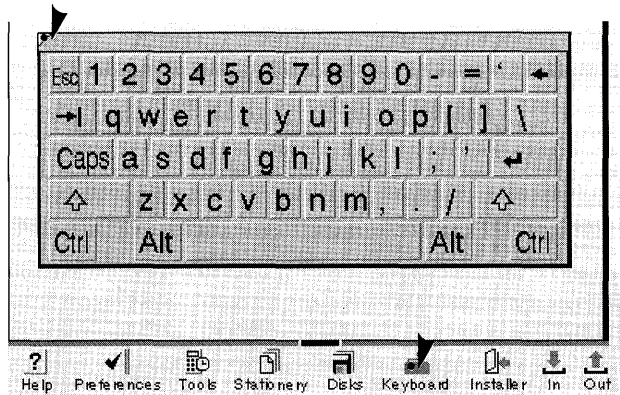 Esc 1 2 3 4 5 6 7 8 9 0 - = ‘
q w e r t y u i o p [ ] \
Caps a s d f g h j k l ; '
z x c v b n m , . /
Ctrl Alt Alt Ctrl
?
Help Preferences Tools Stationery Disks Keyboard Installer In Out